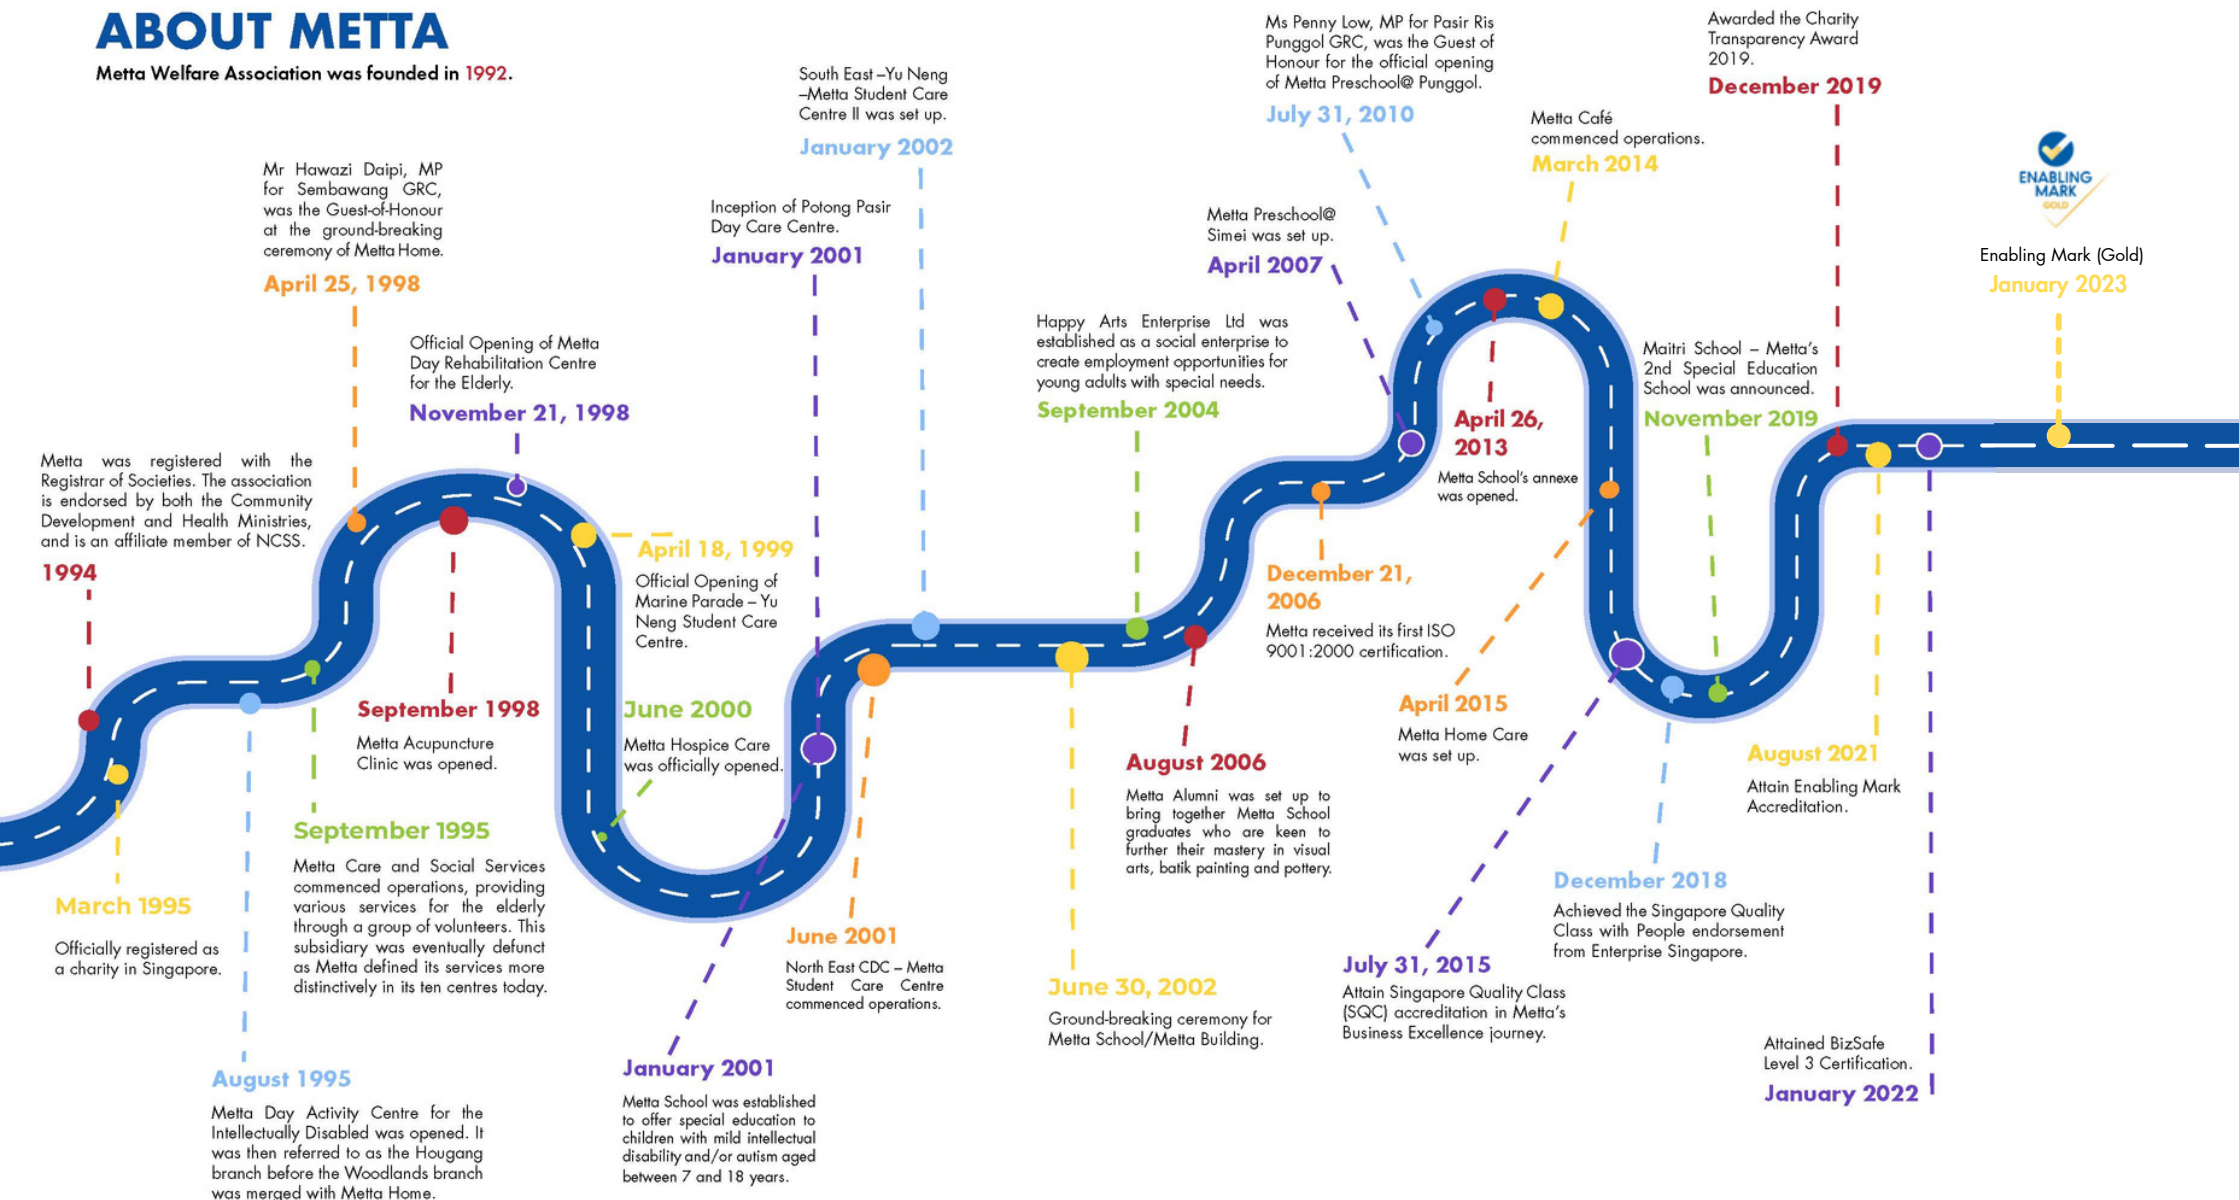 ABOUT METTA
Metta Welfare Association was founded in 1992.
Metta was registered with the
Registrar of Societies. The association
is endorsed by both the Community
Development and Health Ministries,
and is an affiliate member of NCSS.
1994
March 1995
Officially registered as
a charity in Singapore.
August 1995
Metta Day Activity Centre for the
Intellectually Disabled was opened. It
was then referred to as the Hougang
branch before the Woodlands branch
was merged with Metta Home.
September 1995
Metta Care and Social Services
commenced operations, providing
various services for the elderly
through a group of volunteers. This
subsidiary was eventually defunct
as Metta defined its services more
distinctively in its ten centres today.
Mr Hawazi Daipi, MP
for Sembawang GRC,
was the Guest-of-Honour
at the ground-breaking
ceremony of Metta Home.
April 25, 1998
September 1998
Metta Acupuncture
Clinic was opened.
Official Opening of Metta
Day Rehabilitation Centre
for the Elderly.
November 21, 1998
April 18, 1999
Official Opening of
Marine Parade – Yu
Neng Student Care
Centre.
June 2000
Metta Hospice Care
was officially opened.
January 2001
Metta School was established
to offer special education to
children with mild intellectual
disability and/or autism aged
between 7 and 18 years.
Inception of Potong Pasir
Day Care Centre.
January 2001
June 2001
North East CDC – Metta
Student Care Centre
commenced operations.
South East –Yu Neng
–Metta Student Care
Centre II was set up.
January 2002
June 30, 2002
Ground-breaking ceremony for
Metta School/Metta Building.
Happy Arts Enterprise Ltd was
established as a social enterprise to
create employment opportunities for
young adults with special needs.
September 2004
August 2006
Metta Alumni was set up to
bring together Metta School
graduates who are keen to
further their mastery in visual
arts, batik painting and pottery.
December 21,
2006
Metta received its first ISO
9001:2000 certification.
Metta Preschool@
Simei was set up.
April 2007
Ms Penny Low, MP for Pasir Ris
Punggol GRC, was the Guest of
Honour for the official opening
of Metta Preschool@ Punggol.
July 31, 2010
April 26,
2013
Metta School's annexe
was opened.
Metta Café
commenced operations.
March 2014
April 2015
Metta Home Care
was set up.
July 31, 2015
Attain Singapore Quality Class
(SQC) accreditation in Metta's
Business Excellence journey.
December 2018
Achieved the Singapore Quality
Class with People endorsement
from Enterprise Singapore.
Maitri School – Metta's
2nd Special Education
School was announced.
November 2019
Awarded the Charity
Transparency Award
2019.
December 2019
August 2021
Attain Enabling Mark
Accreditation.
Attained BizSafe
Level 3 Certification.
January 2022
ENABLING
MARK
GOLD
Enabling Mark (Gold)
January 2023